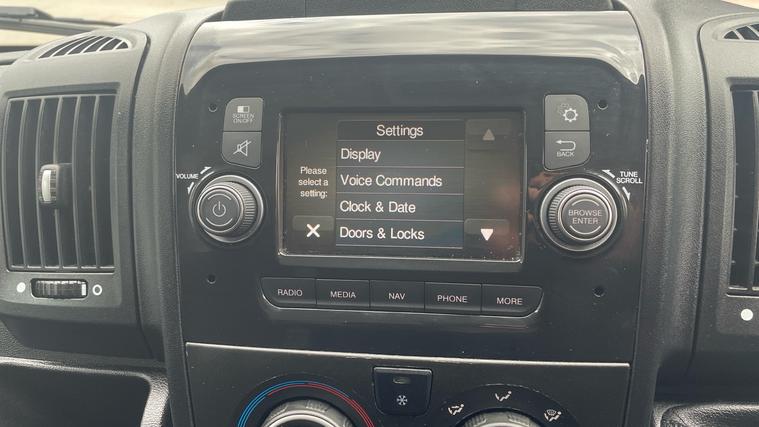 SCREEN
ON/OFF
VOLUME
Settings
Display
Voice Commands
Clock & Date
Doors & Locks
Please
select a
setting:
BACK
TUNE
SCROLL
BROWSE
ENTER
RADIO
MEDIA
NAV
PHONE
MORE